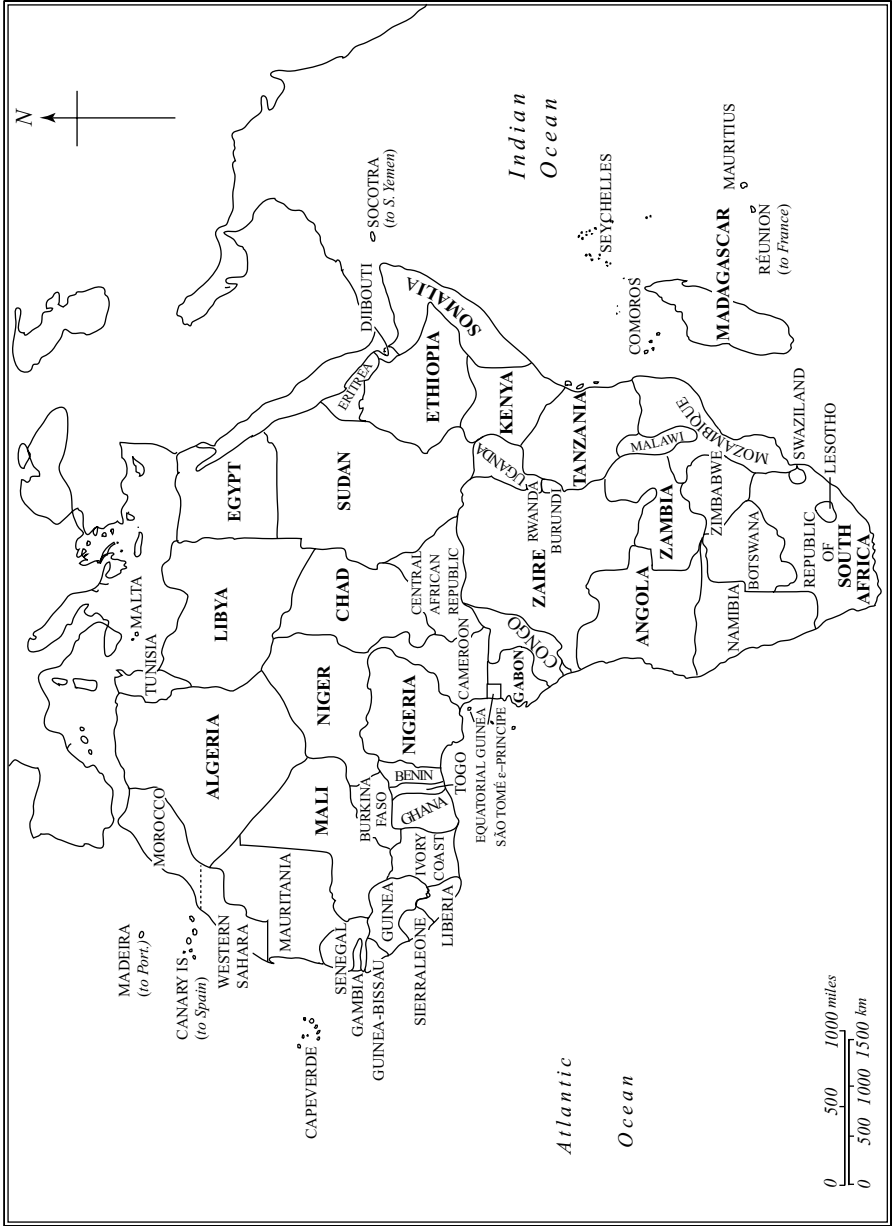 N
MADEIRA
(to Port.)
CANARY IS.
(to Spain)
WESTERN
SAHARA
MOROCCO
ALGERIA
TUNISIA
MALTA
LIBYA
EGYPT
CAPEVERDE
MAURITANIA
MALI
NIGER
CHAD
SUDAN
ERITREA
DJIBOUTI
SOCOTRA
(to S. Yemen)
SENEGAL
GAMBIA
GUINEA-BISSAU
GUINEA
SIERRALEONE
LIBERIA
IVORY
COAST
BURKINA
FASO
GHANA
TOGO
BENIN
NIGERIA
CAMEROON
CENTRAL
AFRICAN
REPUBLIC
ETHIOPIA
SOMALIA
EQUATORIAL GUINEA
SÃO TOMÉ ε–PRINCIPE
GABON
CONGO
ZAIRE
RWANDA
BURUNDI
UGANDA
KENYA
TANZANIA
Indian
Ocean
SEYCHELLES
COMOROS
Atlantic
Ocean
ANGOLA
ZAMBIA
MALAWI
MOZAMBIQUE
ZIMBABWE
NAMIBIA
BOTSWANA
REPUBLIC
OF
SOUTH
AFRICA
SWAZILAND
LESOTHO
MADAGASCAR
MAURITIUS
RÉUNION
(to France)
0 500 1000 miles
0 500 1000 1500 km